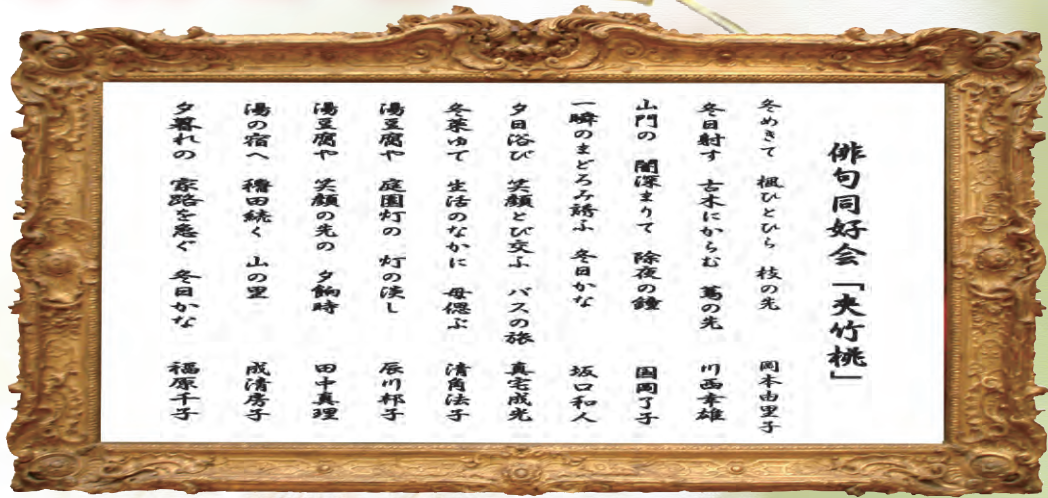 俳句同好会「夾竹桃」
冬めきて 楓ひとひら 枝の先 岡本由里子
冬日射す 古木にからむ 蔦の先 川西幸雄
山門の 闇深まりて 除夜の鐘 国岡了子
一瞬のまどろみ誘ふ 冬日かな 坂口和人
夕日浴び 笑顔とび交ふ バスの旅 真宅成光
冬菜ゆで 生活のなかに 母偲ぶ 清角法子
湯豆腐や 庭園灯の 灯の淡し 辰川邦子
湯豆腐や 笑顔の先の 夕餉時 田中真理
湯の宿へ 穭田続く 山の里 成清房子
夕暮れの 家路を急ぐ 冬日かな 福原千子